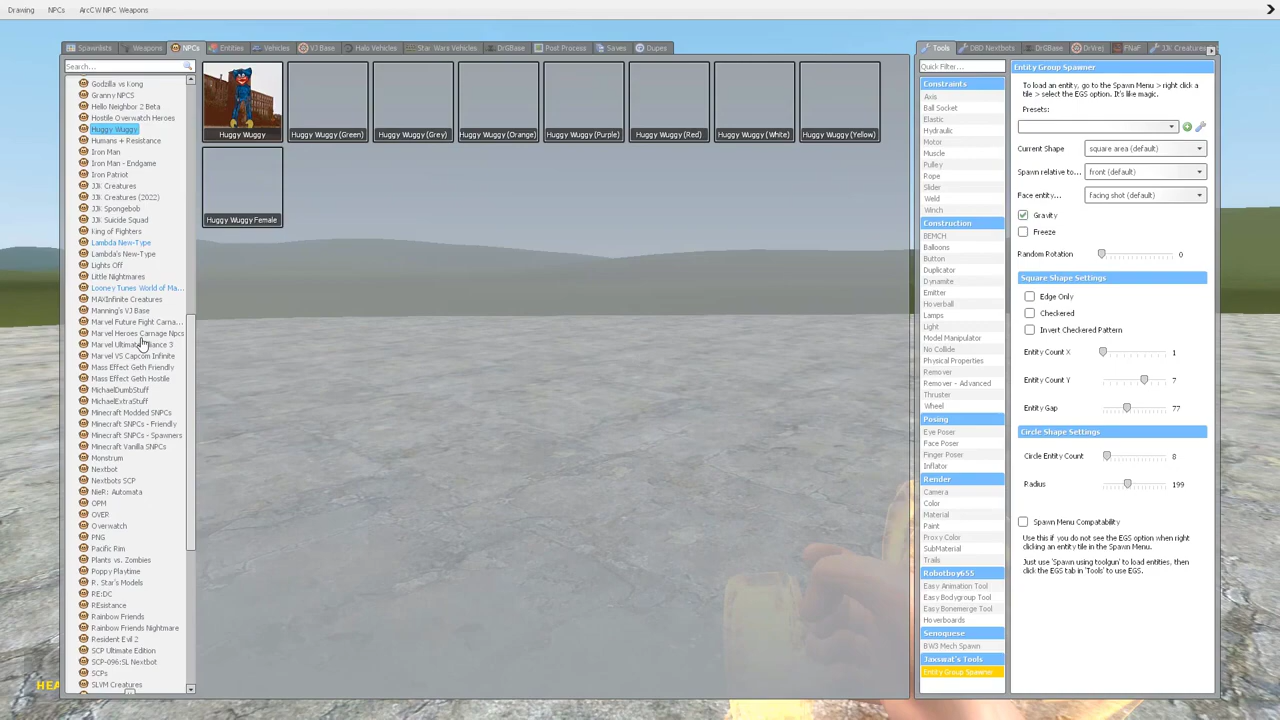 Drawing NPCs ArcCW NPC Weapons
Spawnlists Weapons NPCs Entities Vehicles VJ Base Halo Vehicles Star Wars Vehicles DrGBase Post Process Saves Dupes
Search...
Godzilla vs Kong
Granny NPCS
Hello Neighbor 2 Beta
Hostile Overwatch Heroes
Huggy Wuggy
Humans + Resistance
Iron Man
Iron Man - Endgame
Iron Patriot
JJK Creatures
JJK Creatures (2022)
JJK Spongebob
JJK Suicide Squad
King of Fighters
Lambda New-Type
Lambda's New-Type
Lights Off
Little Nightmares
Looney Tunes World of Ma...
MAXInfinite Creatures
Manning's VJ Base
Marvel Future Fight Carna...
Marvel Heroes Carnage Npcs
Marvel Ultimate Alliance 3
Marvel VS Capcom Infinite
Mass Effect Geth Friendly
Mass Effect Geth Hostile
MichaelDumbStuff
MichaelExtraStuff
Minecraft Modded SNPCs
Minecraft SNPCs - Friendly
Minecraft SNPCs - Spawners
Minecraft Vanilla SNPCs
Monstrum
Nextbot
Nextbots SCP
NieR: Automata
OPM
OVER
Overwatch
PNG
Pacific Rim
Plants vs. Zombies
Poppy Playtime
R. Star's Models
RE:DC
REsistance
Rainbow Friends
Rainbow Friends Nightmare
Resident Evil 2
SCP Ultimate Edition
SCP-096:SL Nextbot
SCPs
SLVM Creatures
Huggy Wuggy
Huggy Wuggy (Green)
Huggy Wuggy (Grey)
Huggy Wuggy (Orange)
Huggy Wuggy (Purple)
Huggy Wuggy (Red)
Huggy Wuggy (White)
Huggy Wuggy (Yellow)
Huggy Wuggy Female
Tools DBD Nextbots DrGBase DrVrej FNaF JJK Creatures
Quick Filter...
Constraints
Axis
Ball Socket
Elastic
Hydraulic
Motor
Muscle
Pulley
Rope
Slider
Weld
Winch
Construction
BEMCH
Balloons
Button
Duplicator
Dynamite
Emitter
Hoverball
Lamps
Light
Model Manipulator
No Collide
Physical Properties
Remover
Remover - Advanced
Thruster
Wheel
Posing
Eye Poser
Face Poser
Finger Poser
Inflator
Render
Camera
Color
Material
Paint
Proxy Color
SubMaterial
Trails
Robotboy655
Easy Animation Tool
Easy Bodygroup Tool
Easy Bonemerge Tool
Hoverboards
Senoquese
BW3 Mech Spawn
Jaxswat's Tools
Entity Group Spawner
Entity Group Spawner
To load an entity, go to the Spawn Menu > right click a
tile > select the EGS option. It's like magic.
Presets:
Current Shape square area (default)
Spawn relative to... front (default)
Face entity... facing shot (default)
Gravity
Freeze
Random Rotation 0
Square Shape Settings
Edge Only
Checkered
Invert Checkered Pattern
Entity Count X 1
Entity Count Y 7
Entity Gap 77
Circle Shape Settings
Circle Entity Count 8
Radius 199
Spawn Menu Compatability
Use this if you do not see the EGS option when right
clicking an entity tile in the Spawn Menu.
Just use 'Spawn using toolgun' to load entities, then
click the EGS tab in 'Tools' to use EGS.